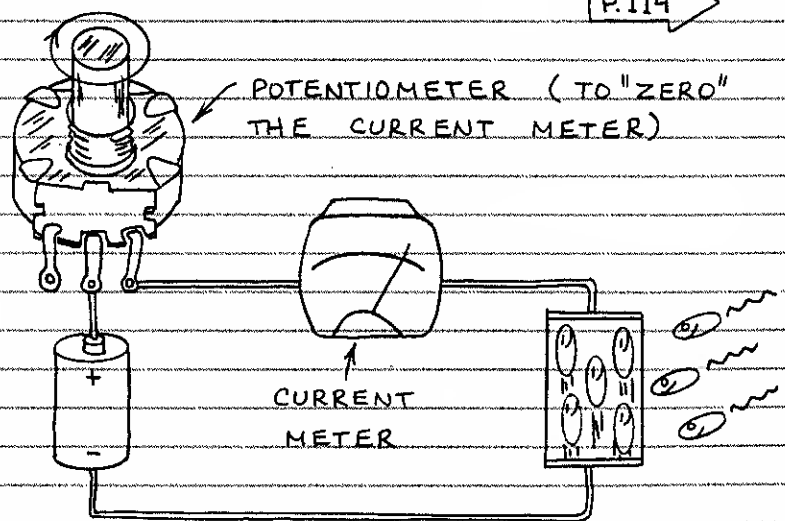 P.114
POTENTIOMETER (TO "ZERO"
THE CURRENT METER)
+
-
CURRENT
METER